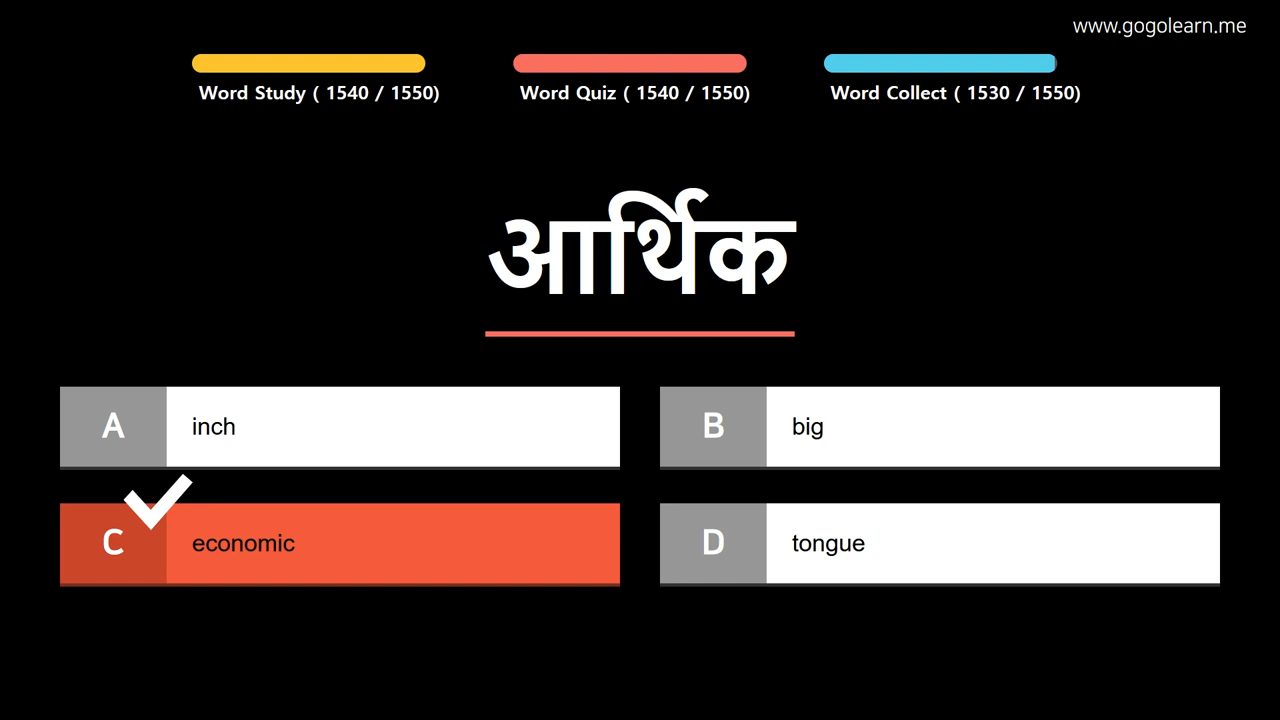 www.gogolearn.me
Word Study ( 1540 / 1550)
Word Quiz ( 1540 / 1550)
Word Collect ( 1530 / 1550)
आर्थिक
A inch
B big
C economic
D tongue